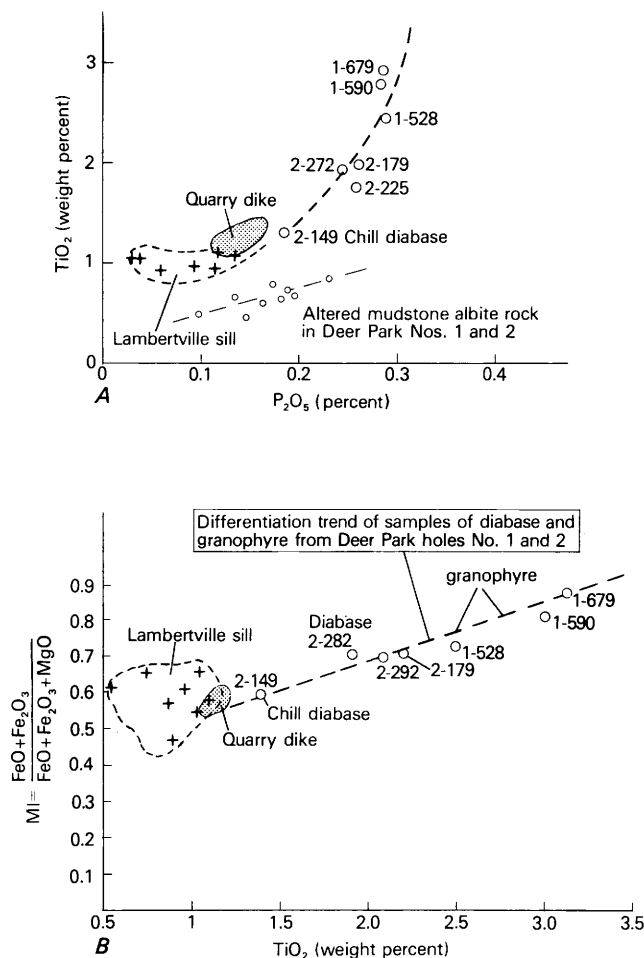 3
1-679
1-590
1-528
2
2-272
2-179
2-225
TiO₂ (weight percent)
Quarry dike
2-149 Chill diabase
1
Altered mudstone albite rock
in Deer Park Nos. 1 and 2
Lambertville sill
0
0 0.1 0.2 0.3 0.4
A
P₂O₅ (percent)
Differentiation trend of samples of diabase and
granophyre from Deer Park holes No. 1 and 2
0.9
granophyre
1-679
0.8
1-590
Lambertville sill
Diabase
2-282
0.7
1-528
2-292
2-179
2-149
0.6
Chill diabase
Quarry dike
0.5
0.4
0.3
0.2
0.1
MI= FeO+Fe₂O₃
FeO+Fe₂O₃+MgO
0.5 1 1.5 2.0 2.5 3.0 3.5
B
TiO₂ (weight percent)